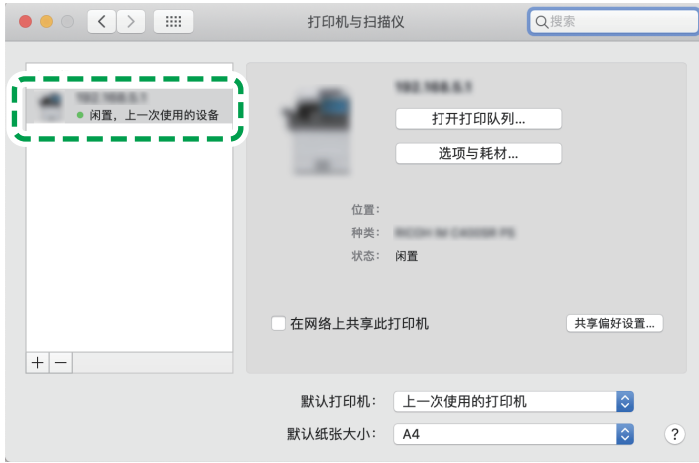 打印机与扫描仪
搜索
闲置，上一次使用的设备
打开打印队列...
选项与耗材...
位置：
种类：
状态： 闲置
在网络上共享此打印机
共享偏好设置...
+ −
默认打印机： 上一次使用的打印机
默认纸张大小： A4
?